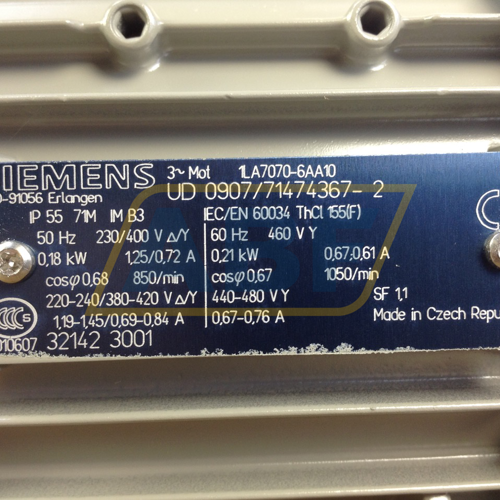 SIEMENS 3~ Mot 1LA7070-6AA10
D-91056 Erlangen UD 0907/71474367- 2
IP 55 71M IM B3 IEC/EN 60034 ThCl 155(F)
50 Hz 230/400 V Δ/Y 60 Hz 460 V Y
0,18 kW 1,25/0,72 A 0,21 kW 0,67;0,61 A
cosφ 0,68 850/min cosφ 0,67 1050/min
220-240/380-420 V Δ/Y 440-480 V Y SF 1,1
1,19-1,45/0,69-0,84 A 0,67-0,76 A Made in Czech Repu
010607 32142 3001